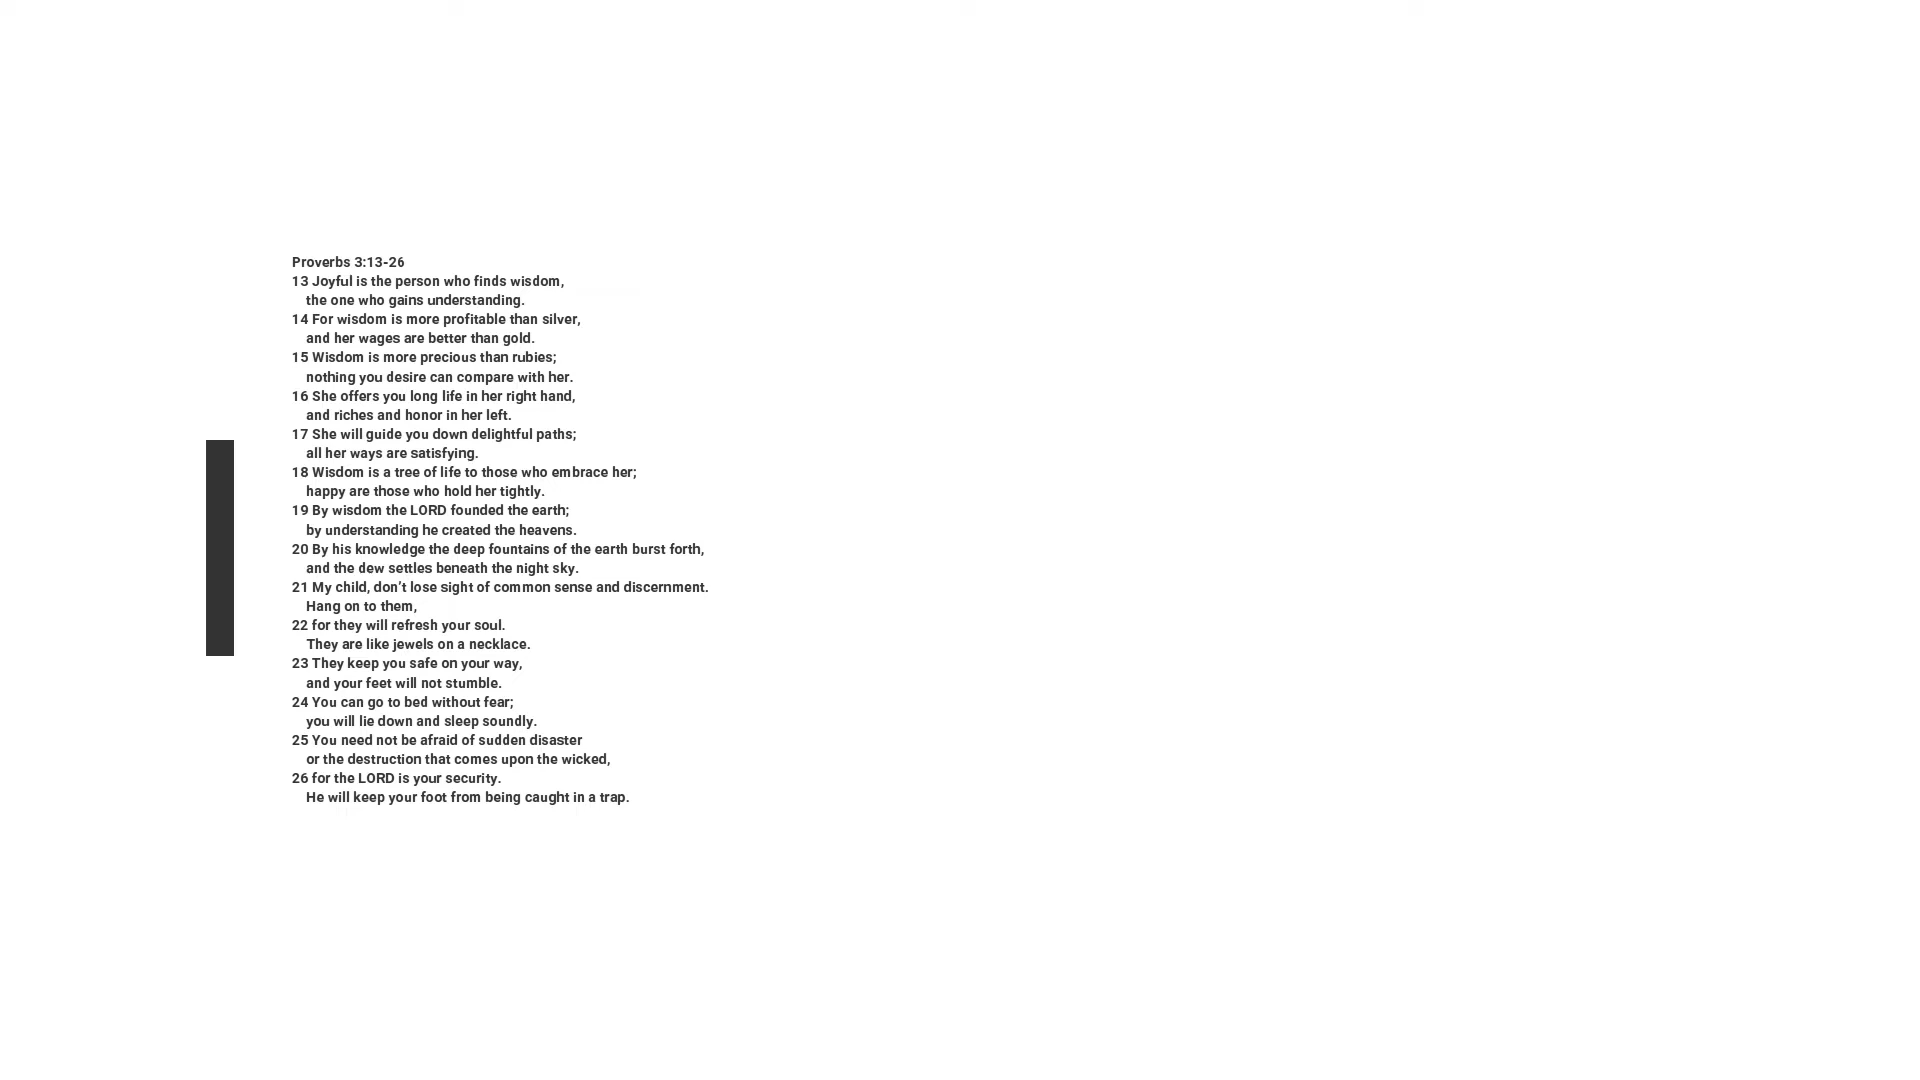 Proverbs 3:13-26
13 Joyful is the person who finds wisdom,
the one who gains understanding.
14 For wisdom is more profitable than silver,
and her wages are better than gold.
15 Wisdom is more precious than rubies;
nothing you desire can compare with her.
16 She offers you long life in her right hand,
and riches and honor in her left.
17 She will guide you down delightful paths;
all her ways are satisfying.
18 Wisdom is a tree of life to those who embrace her;
happy are those who hold her tightly.
19 By wisdom the LORD founded the earth;
by understanding he created the heavens.
20 By his knowledge the deep fountains of the earth burst forth,
and the dew settles beneath the night sky.
21 My child, don’t lose sight of common sense and discernment.
Hang on to them,
22 for they will refresh your soul.
They are like jewels on a necklace.
23 They keep you safe on your way,
and your feet will not stumble.
24 You can go to bed without fear;
you will lie down and sleep soundly.
25 You need not be afraid of sudden disaster
or the destruction that comes upon the wicked,
26 for the LORD is your security.
He will keep your foot from being caught in a trap.